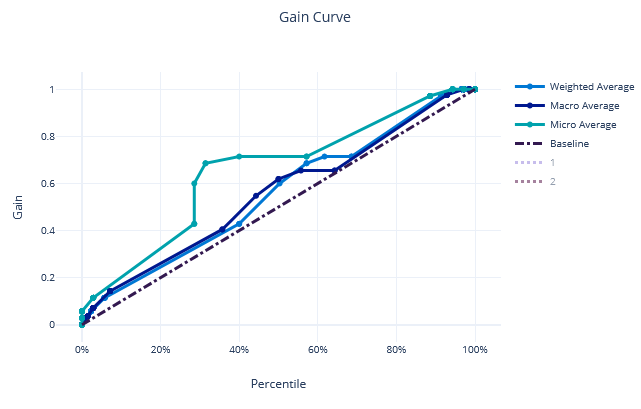 Gain Curve
1
0.8
0.6
0.4
0.2
0
Gain
0%
20%
40%
60%
80%
100%
Percentile
Weighted Average
Macro Average
Micro Average
Baseline
1
2